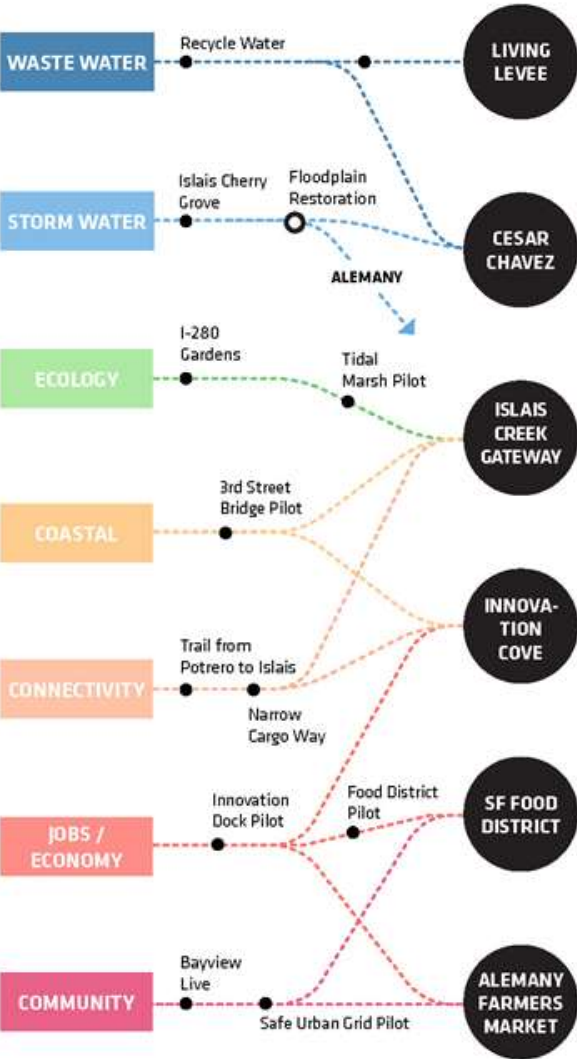 Recycle Water
WASTE WATER
LIVING
LEVEE
Islais Cherry
Grove
Floodplain
Restoration
STORM WATER
CESAR
CHAVEZ
ALEMANY
I-280
Gardens
Tidal
Marsh Pilot
ECOLOGY
ISLAIS
CREEK
GATEWAY
3rd Street
Bridge Pilot
COASTAL
INNOVA-
TION
COVE
Trail from
Potrero to Islais
CONNECTIVITY
Narrow
Cargo Way
Innovation
Dock Pilot
Food District
Pilot
SF FOOD
DISTRICT
JOBS /
ECONOMY
Bayview
Live
COMMUNITY
Safe Urban Grid Pilot
ALEMANY
FARMERS
MARKET